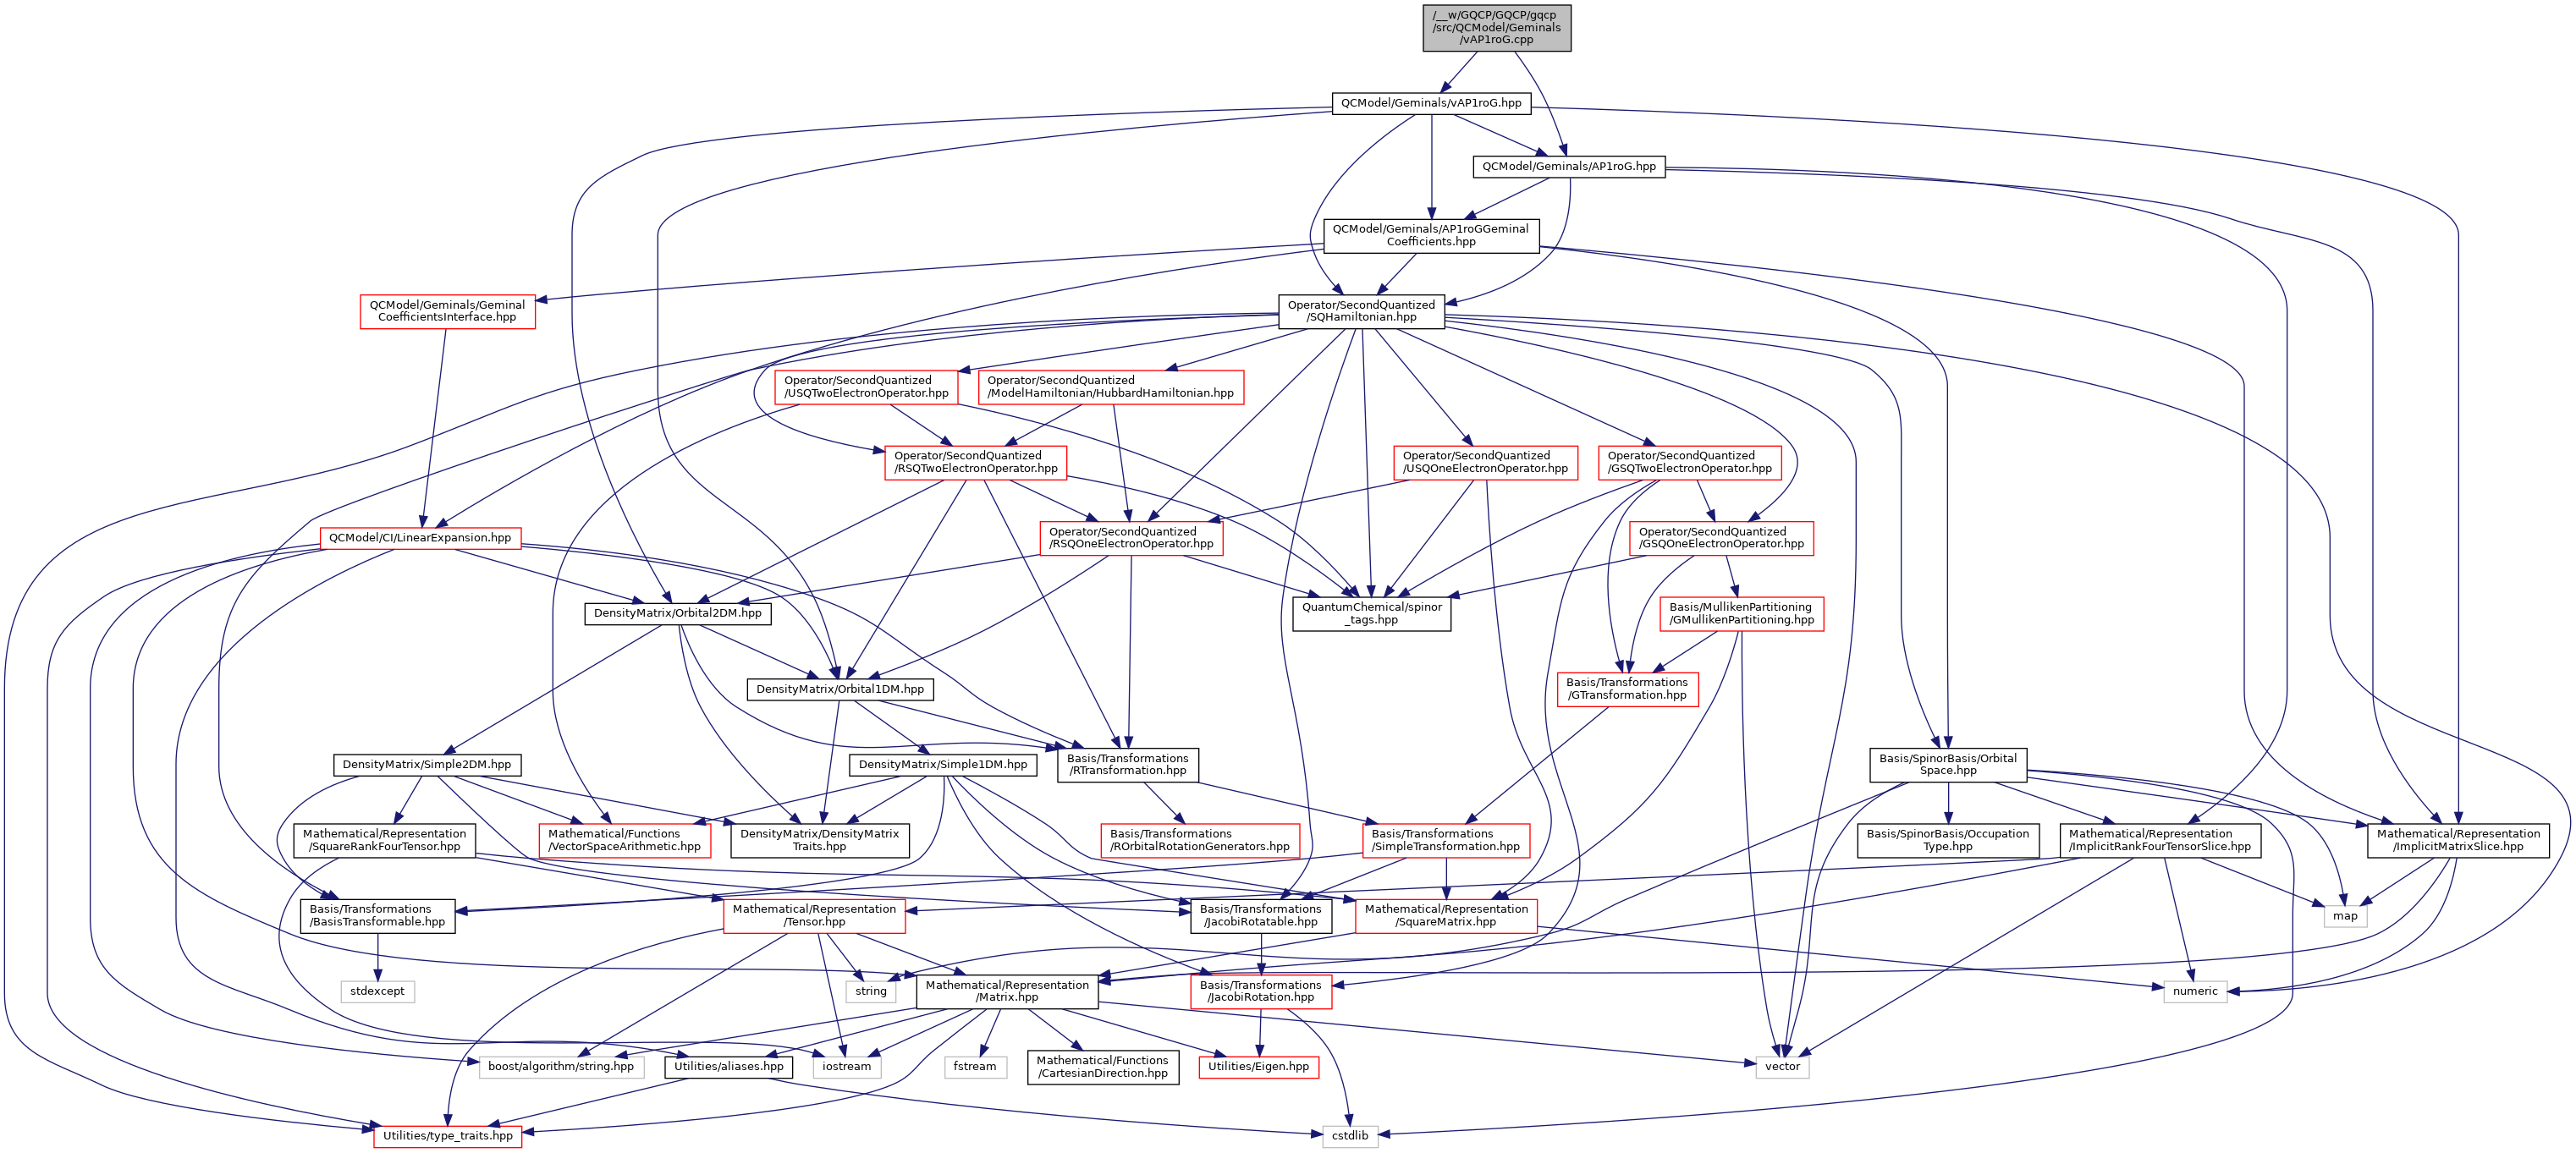 /__w/GQCP/GQCP/gqcp
/src/QCModel/Geminals
/vAP1roG.cpp
QCModel/Geminals/vAP1roG.hpp
QCModel/Geminals/AP1roG.hpp
QCModel/Geminals/AP1roGGeminal
Coefficients.hpp
QCModel/Geminals/Geminal
CoefficientsInterface.hpp
Operator/SecondQuantized
/SQHamiltonian.hpp
Operator/SecondQuantized
/USQTwoElectronOperator.hpp
Operator/SecondQuantized
/ModelHamiltonian/HubbardHamiltonian.hpp
Operator/SecondQuantized
/RSQTwoElectronOperator.hpp
Operator/SecondQuantized
/USQOneElectronOperator.hpp
Operator/SecondQuantized
/GSQTwoElectronOperator.hpp
QCModel/CI/LinearExpansion.hpp
Operator/SecondQuantized
/RSQOneElectronOperator.hpp
Operator/SecondQuantized
/GSQOneElectronOperator.hpp
DensityMatrix/Orbital2DM.hpp
QuantumChemical/spinor
_tags.hpp
Basis/MullikenPartitioning
/GMullikenPartitioning.hpp
DensityMatrix/Orbital1DM.hpp
Basis/Transformations
/GTransformation.hpp
DensityMatrix/Simple2DM.hpp
DensityMatrix/Simple1DM.hpp
Basis/Transformations
/RTransformation.hpp
Basis/SpinorBasis/Orbital
Space.hpp
Mathematical/Representation
/SquareRankFourTensor.hpp
Mathematical/Functions
/VectorSpaceArithmetic.hpp
DensityMatrix/DensityMatrix
Traits.hpp
Basis/Transformations
/ROrbitalRotationGenerators.hpp
Basis/Transformations
/SimpleTransformation.hpp
Basis/SpinorBasis/Occupation
Type.hpp
Mathematical/Representation
/ImplicitRankFourTensorSlice.hpp
Mathematical/Representation
/ImplicitMatrixSlice.hpp
Basis/Transformations
/BasisTransformable.hpp
Mathematical/Representation
/Tensor.hpp
Basis/Transformations
/JacobiRotatable.hpp
Mathematical/Representation
/SquareMatrix.hpp
map
stdexcept
string
Mathematical/Representation
/Matrix.hpp
Basis/Transformations
/JacobiRotation.hpp
numeric
boost/algorithm/string.hpp
Utilities/aliases.hpp
iostream
fstream
Mathematical/Functions
/CartesianDirection.hpp
Utilities/Eigen.hpp
vector
Utilities/type_traits.hpp
cstdlib